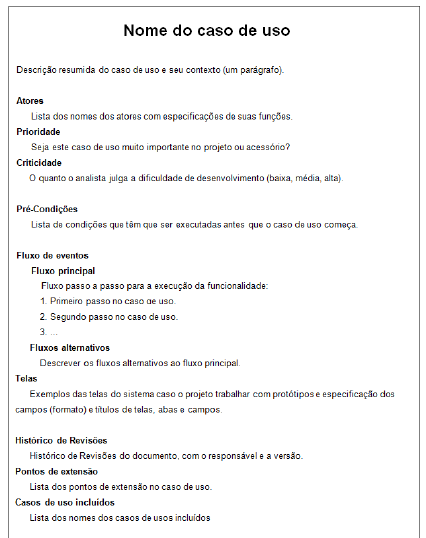 Nome do caso de uso
Descrição resumida do caso de uso e seu contexto (um parágrafo).
Atores
Lista dos nomes dos atores com especificações de suas funções.
Prioridade
Seja este caso de uso muito importante no projeto ou acessório?
Criticidade
O quanto o analista julga a dificuldade de desenvolvimento (baixa, média, alta).
Pré-Condições
Lista de condições que têm que ser executadas antes que o caso de uso começa.
Fluxo de eventos
Fluxo principal
Fluxo passo a passo para a execução da funcionalidade:
1. Primeiro passo no caso de uso.
2. Segundo passo no caso de uso.
3. ...
Fluxos alternativos
Descrever os fluxos alternativos ao fluxo principal.
Telas
Exemplos das telas do sistema caso o projeto trabalhar com protótipos e especificação dos
campos (formato) e títulos de telas, abas e campos.
Histórico de Revisões
Histórico de Revisões do documento, com o responsável e a versão.
Pontos de extensão
Lista dos pontos de extensão no caso de uso.
Casos de uso incluídos
Lista dos nomes dos casos de usos incluídos